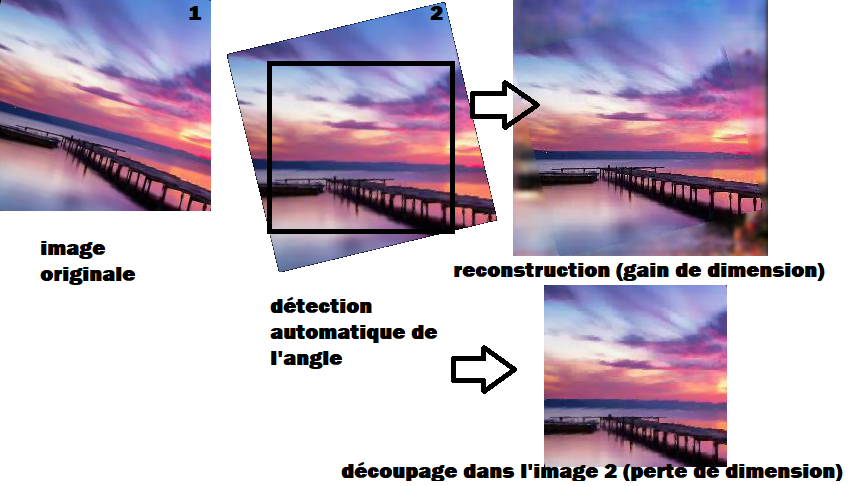 1
2
image
originale
reconstruction (gain de dimension)
détection
automatique de
l'angle
découpage dans l'image 2 (perte de dimension)